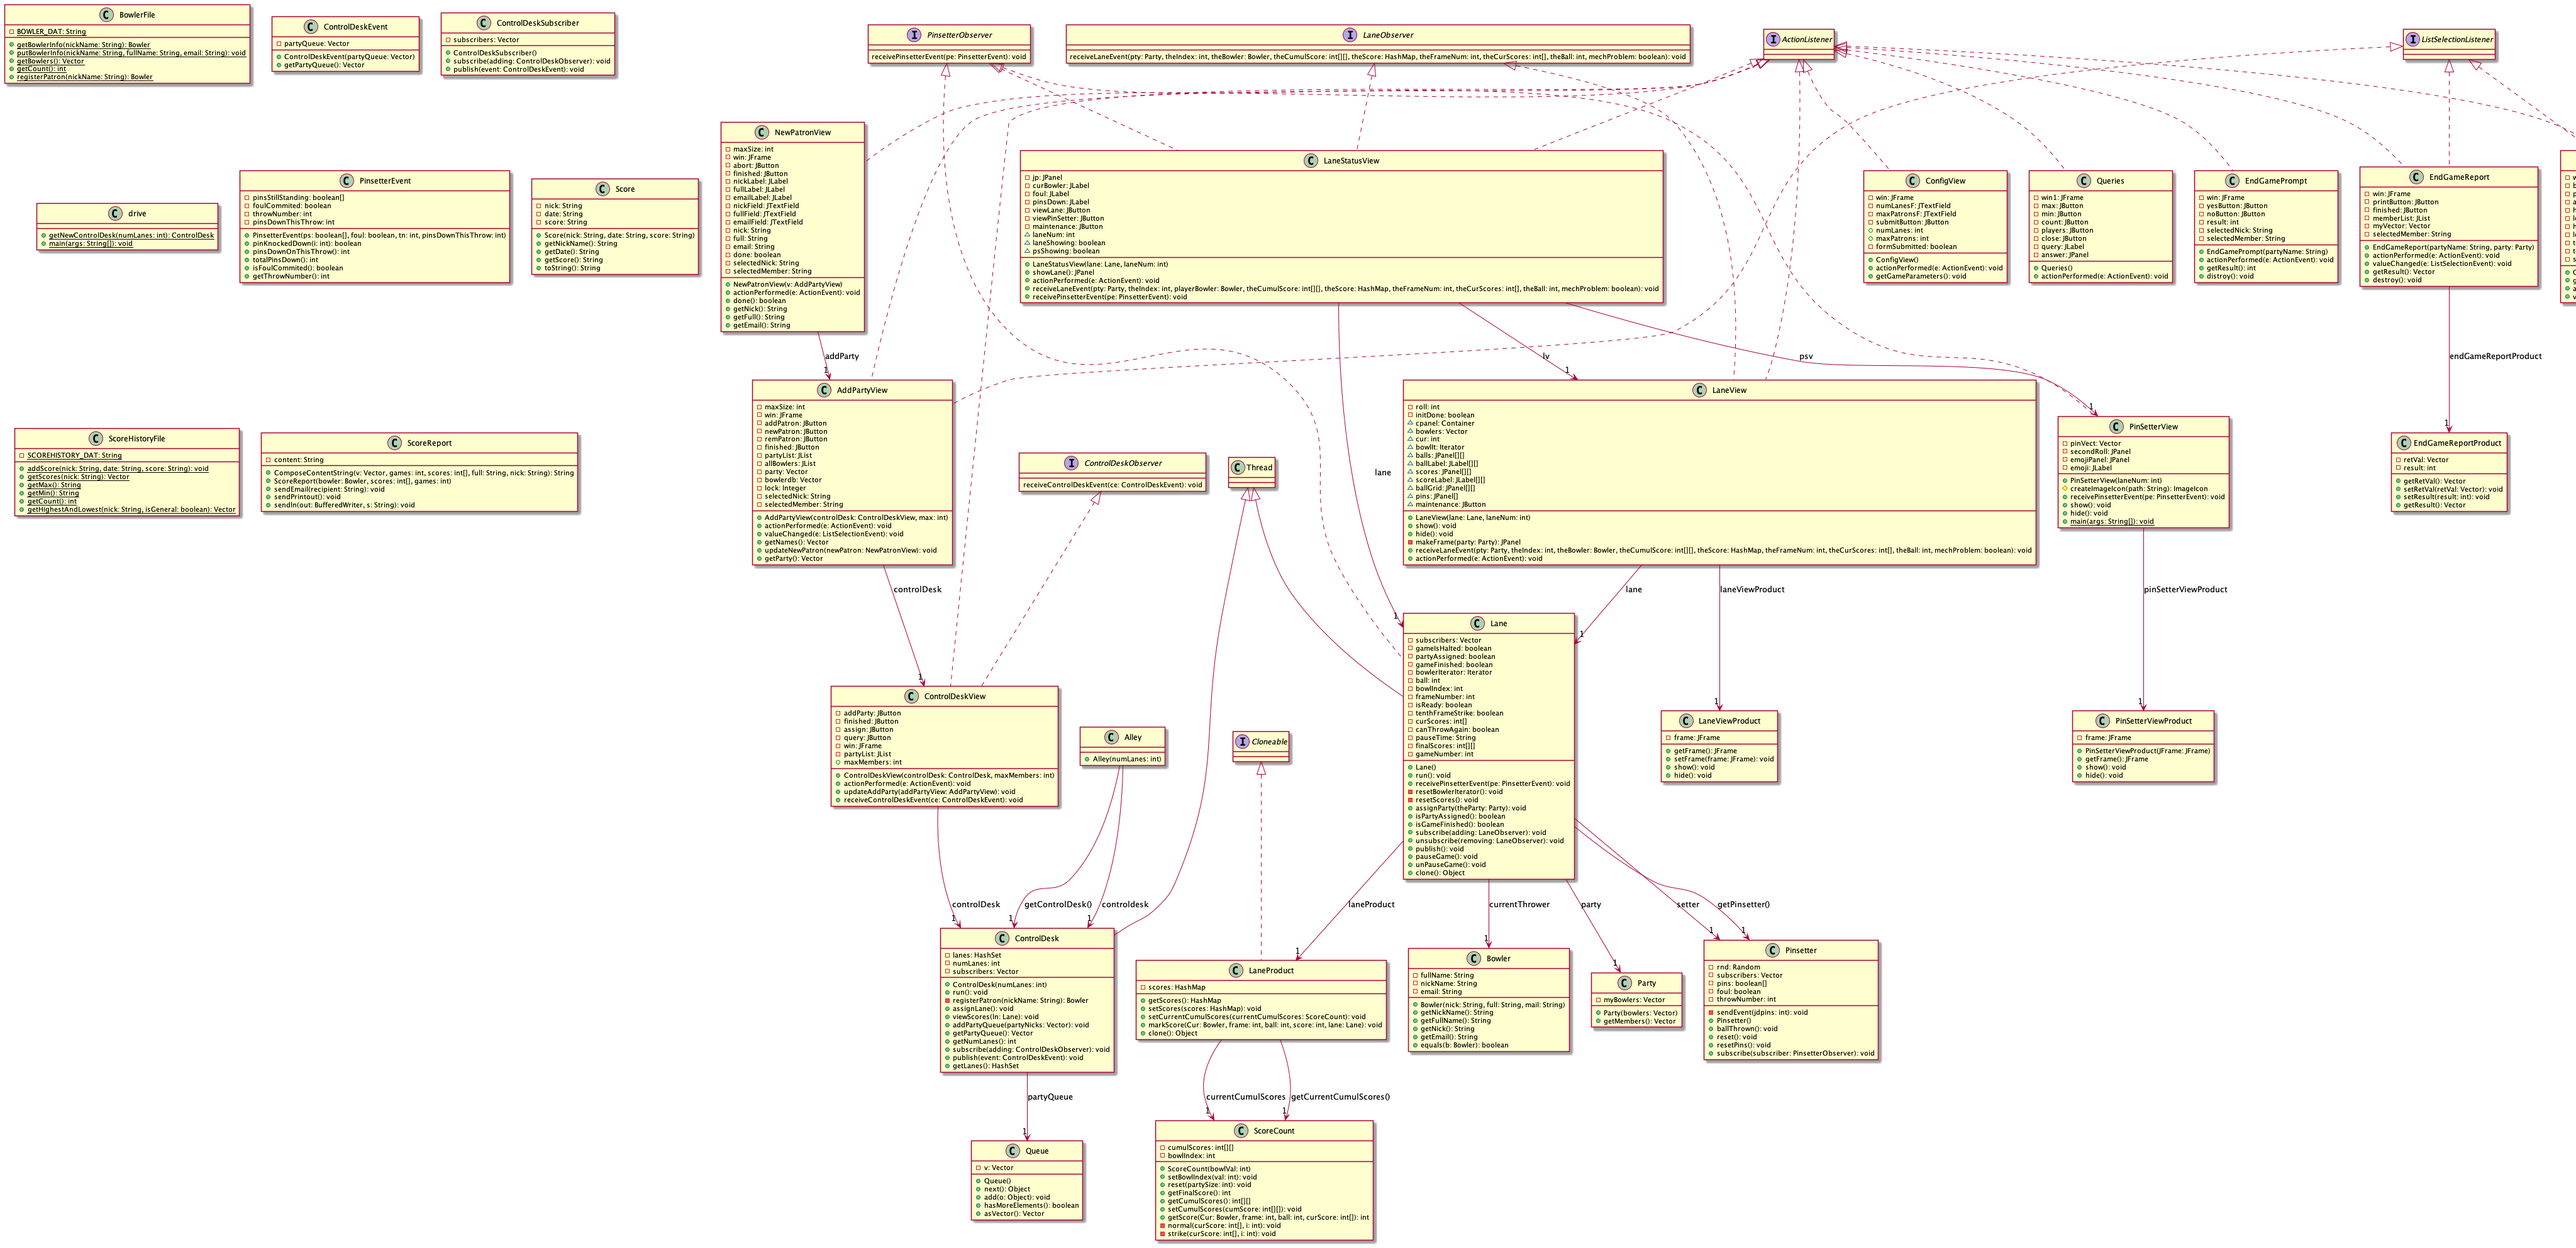 BowlerFile
BOWLER_DAT: String
getBowlerInfo(nickName: String): Bowler
putBowlerInfo(nickName: String, fullName: String, email: String): void
getBowlers(): Vector
getCount(): int
registerPatron(nickName: String): Bowler
ControlDeskEvent
partyQueue: Vector
ControlDeskEvent(partyQueue: Vector)
getPartyQueue(): Vector
ControlDeskSubscriber
subscribers: Vector
ControlDeskSubscriber()
subscribe(adding: ControlDeskObserver): void
publish(event: ControlDeskEvent): void
PinsetterObserver
receivePinsetterEvent(pe: PinsetterEvent): void
LaneObserver
receiveLaneEvent(pty: Party, theIndex: int, theBowler: Bowler, theCumulScore: int[][], theScore: HashMap, theFrameNum: int, theCurScores: int[], theBall: int, mechProblem: boolean): void
ActionListener
ListSelectionListener
drive
getNewControlDesk(numLanes: int): ControlDesk
main(args: String[]): void
PinsetterEvent
pinsStillStanding: boolean[]
foulCommited: boolean
throwNumber: int
pinsDownThisThrow: int
PinsetterEvent(ps: boolean[], foul: boolean, tn: int, pinsDownThisThrow: int)
pinKnockedDown(i: int): boolean
pinsDownOnThisThrow(): int
totalPinsDown(): int
isFoulCommited(): boolean
getThrowNumber(): int
Score
nick: String
date: String
score: String
Score(nick: String, date: String, score: String)
getNickName(): String
getDate(): String
getScore(): String
toString(): String
NewPatronView
maxSize: int
win: JFrame
abort: JButton
finished: JButton
nickLabel: JLabel
fullLabel: JLabel
emailLabel: JLabel
nickField: JTextField
fullField: JTextField
emailField: JTextField
nick: String
full: String
email: String
done: boolean
selectedNick: String
selectedMember: String
NewPatronView(v: AddPartyView)
actionPerformed(e: ActionEvent): void
done(): boolean
getNick(): String
getFull(): String
getEmail(): String
LaneStatusView
jp: JPanel
curBowler: JLabel
foul: JLabel
pinsDown: JLabel
viewLane: JButton
viewPinSetter: JButton
maintenance: JButton
laneNum: int
laneShowing: boolean
psShowing: boolean
LaneStatusView(lane: Lane, laneNum: int)
showLane(): JPanel
actionPerformed(e: ActionEvent): void
receiveLaneEvent(pty: Party, theIndex: int, playerBowler: Bowler, theCumulScore: int[][], theScore: HashMap, theFrameNum: int, theCurScores: int[], theBall: int, mechProblem: boolean): void
receivePinsetterEvent(pe: PinsetterEvent): void
ConfigView
win: JFrame
numLanesF: JTextField
maxPatronsF: JTextField
submitButton: JButton
numLanes: int
maxPatrons: int
formSubmitted: boolean
ConfigView()
actionPerformed(e: ActionEvent): void
getGameParameters(): void
Queries
win1: JFrame
max: JButton
min: JButton
count: JButton
players: JButton
close: JButton
query: JLabel
answer: JPanel
Queries()
actionPerformed(e: ActionEvent): void
EndGamePrompt
win: JFrame
yesButton: JButton
noButton: JButton
result: int
selectedNick: String
selectedMember: String
EndGamePrompt(partyName: String)
actionPerformed(e: ActionEvent): void
getResult(): int
distroy(): void
EndGameReport
win: JFrame
printButton: JButton
finished: JButton
memberList: JList
myVector: Vector
selectedMember: String
EndGameReport(partyName: String, party: Party)
actionPerformed(e: ActionEvent): void
valueChanged(e: ListSelectionEvent): void
getResult(): Vector
destroy(): void
addParty
1
lv
1
psv
1
endGameReportProduct
1
ScoreHistoryFile
SCOREHISTORY_DAT: String
addScore(nick: String, date: String, score: String): void
getScores(nick: String): Vector
getMax(): String
getMin(): String
getCount(): int
getHighestAndLowest(nick: String, isGeneral: boolean): Vector
ScoreReport
content: String
ComposeContentString(v: Vector, games: int, scores: int[], full: String, nick: String): String
ScoreReport(bowler: Bowler, scores: int[], games: int)
sendEmail(recipient: String): void
sendPrintout(): void
sendln(out: BufferedWriter, s: String): void
AddPartyView
maxSize: int
win: JFrame
addPatron: JButton
newPatron: JButton
remPatron: JButton
finished: JButton
partyList: JList
allBowlers: JList
party: Vector
bowlerdb: Vector
lock: Integer
selectedNick: String
selectedMember: String
AddPartyView(controlDesk: ControlDeskView, max: int)
actionPerformed(e: ActionEvent): void
valueChanged(e: ListSelectionEvent): void
getNames(): Vector
updateNewPatron(newPatron: NewPatronView): void
getParty(): Vector
ControlDeskObserver
receiveControlDeskEvent(ce: ControlDeskEvent): void
Thread
lane
1
LaneView
roll: int
initDone: boolean
cpanel: Container
bowlers: Vector
cur: int
bowlIt: Iterator
balls: JPanel[][]
ballLabel: JLabel[][]
scores: JPanel[][]
scoreLabel: JLabel[][]
ballGrid: JPanel[][]
pins: JPanel[]
maintenance: JButton
LaneView(lane: Lane, laneNum: int)
show(): void
hide(): void
makeFrame(party: Party): JPanel
receiveLaneEvent(pty: Party, theIndex: int, theBowler: Bowler, theCumulScore: int[][], theScore: HashMap, theFrameNum: int, theCurScores: int[], theBall: int, mechProblem: boolean): void
actionPerformed(e: ActionEvent): void
PinSetterView
pinVect: Vector
secondRoll: JPanel
emojiPanel: JPanel
emoji: JLabel
PinSetterView(laneNum: int)
createImageIcon(path: String): ImageIcon
receivePinsetterEvent(pe: PinsetterEvent): void
show(): void
hide(): void
main(args: String[]): void
EndGameReportProduct
retVal: Vector
result: int
getRetVal(): Vector
setRetVal(retVal: Vector): void
setResult(result: int): void
getResult(): Vector
controlDesk
1
lane
1
laneViewProduct
1
pinSetterViewProduct
1
ControlDeskView
addParty: JButton
finished: JButton
assign: JButton
query: JButton
win: JFrame
partyList: JList
maxMembers: int
ControlDeskView(controlDesk: ControlDesk, maxMembers: int)
actionPerformed(e: ActionEvent): void
updateAddParty(addPartyView: AddPartyView): void
receiveControlDeskEvent(ce: ControlDeskEvent): void
Alley
Alley(numLanes: int)
Cloneable
Lane
subscribers: Vector
gameIsHalted: boolean
partyAssigned: boolean
gameFinished: boolean
bowlerIterator: Iterator
ball: int
bowlIndex: int
frameNumber: int
isReady: boolean
tenthFrameStrike: boolean
curScores: int[]
canThrowAgain: boolean
pauseTime: String
finalScores: int[][]
gameNumber: int
Lane()
run(): void
receivePinsetterEvent(pe: PinsetterEvent): void
resetBowlerIterator(): void
resetScores(): void
assignParty(theParty: Party): void
isPartyAssigned(): boolean
isGameFinished(): boolean
subscribe(adding: LaneObserver): void
unsubscribe(removing: LaneObserver): void
publish(): void
pauseGame(): void
unPauseGame(): void
clone(): Object
LaneViewProduct
frame: JFrame
getFrame(): JFrame
setFrame(frame: JFrame): void
show(): void
hide(): void
PinSetterViewProduct
frame: JFrame
PinSetterViewProduct(JFrame: JFrame)
getFrame(): JFrame
show(): void
hide(): void
controlDesk
1
getControlDesk()
1
controldesk
1
laneProduct
1
currentThrower
1
party
1
setter
1
getPinsetter()
1
ControlDesk
lanes: HashSet
numLanes: int
subscribers: Vector
ControlDesk(numLanes: int)
run(): void
registerPatron(nickName: String): Bowler
assignLane(): void
viewScores(ln: Lane): void
addPartyQueue(partyNicks: Vector): void
getPartyQueue(): Vector
getNumLanes(): int
subscribe(adding: ControlDeskObserver): void
publish(event: ControlDeskEvent): void
getLanes(): HashSet
LaneProduct
scores: HashMap
getScores(): HashMap
setScores(scores: HashMap): void
setCurrentCumulScores(currentCumulScores: ScoreCount): void
markScore(Cur: Bowler, frame: int, ball: int, score: int, lane: Lane): void
clone(): Object
Bowler
fullName: String
nickName: String
email: String
Bowler(nick: String, full: String, mail: String)
getNickName(): String
getFullName(): String
getNick(): String
getEmail(): String
equals(b: Bowler): boolean
Party
myBowlers: Vector
Party(bowlers: Vector)
getMembers(): Vector
Pinsetter
rnd: Random
subscribers: Vector
pins: boolean[]
foul: boolean
throwNumber: int
sendEvent(jdpins: int): void
Pinsetter()
ballThrown(): void
reset(): void
resetPins(): void
subscribe(subscriber: PinsetterObserver): void
partyQueue
1
currentCumulScores
1
getCurrentCumulScores()
1
Queue
v: Vector
Queue()
next(): Object
add(o: Object): void
hasMoreElements(): boolean
asVector(): Vector
ScoreCount
cumulScores: int[][]
bowlIndex: int
ScoreCount(bowlVal: int)
setBowlIndex(val: int): void
reset(partySize: int): void
getFinalScore(): int
getCumulScores(): int[][]
setCumulScores(cumScore: int[][]): void
getScore(Cur: Bowler, frame: int, ball: int, curScore: int[]): int
normal(curScore: int[], i: int): void
strike(curScore: int[], i: int): void